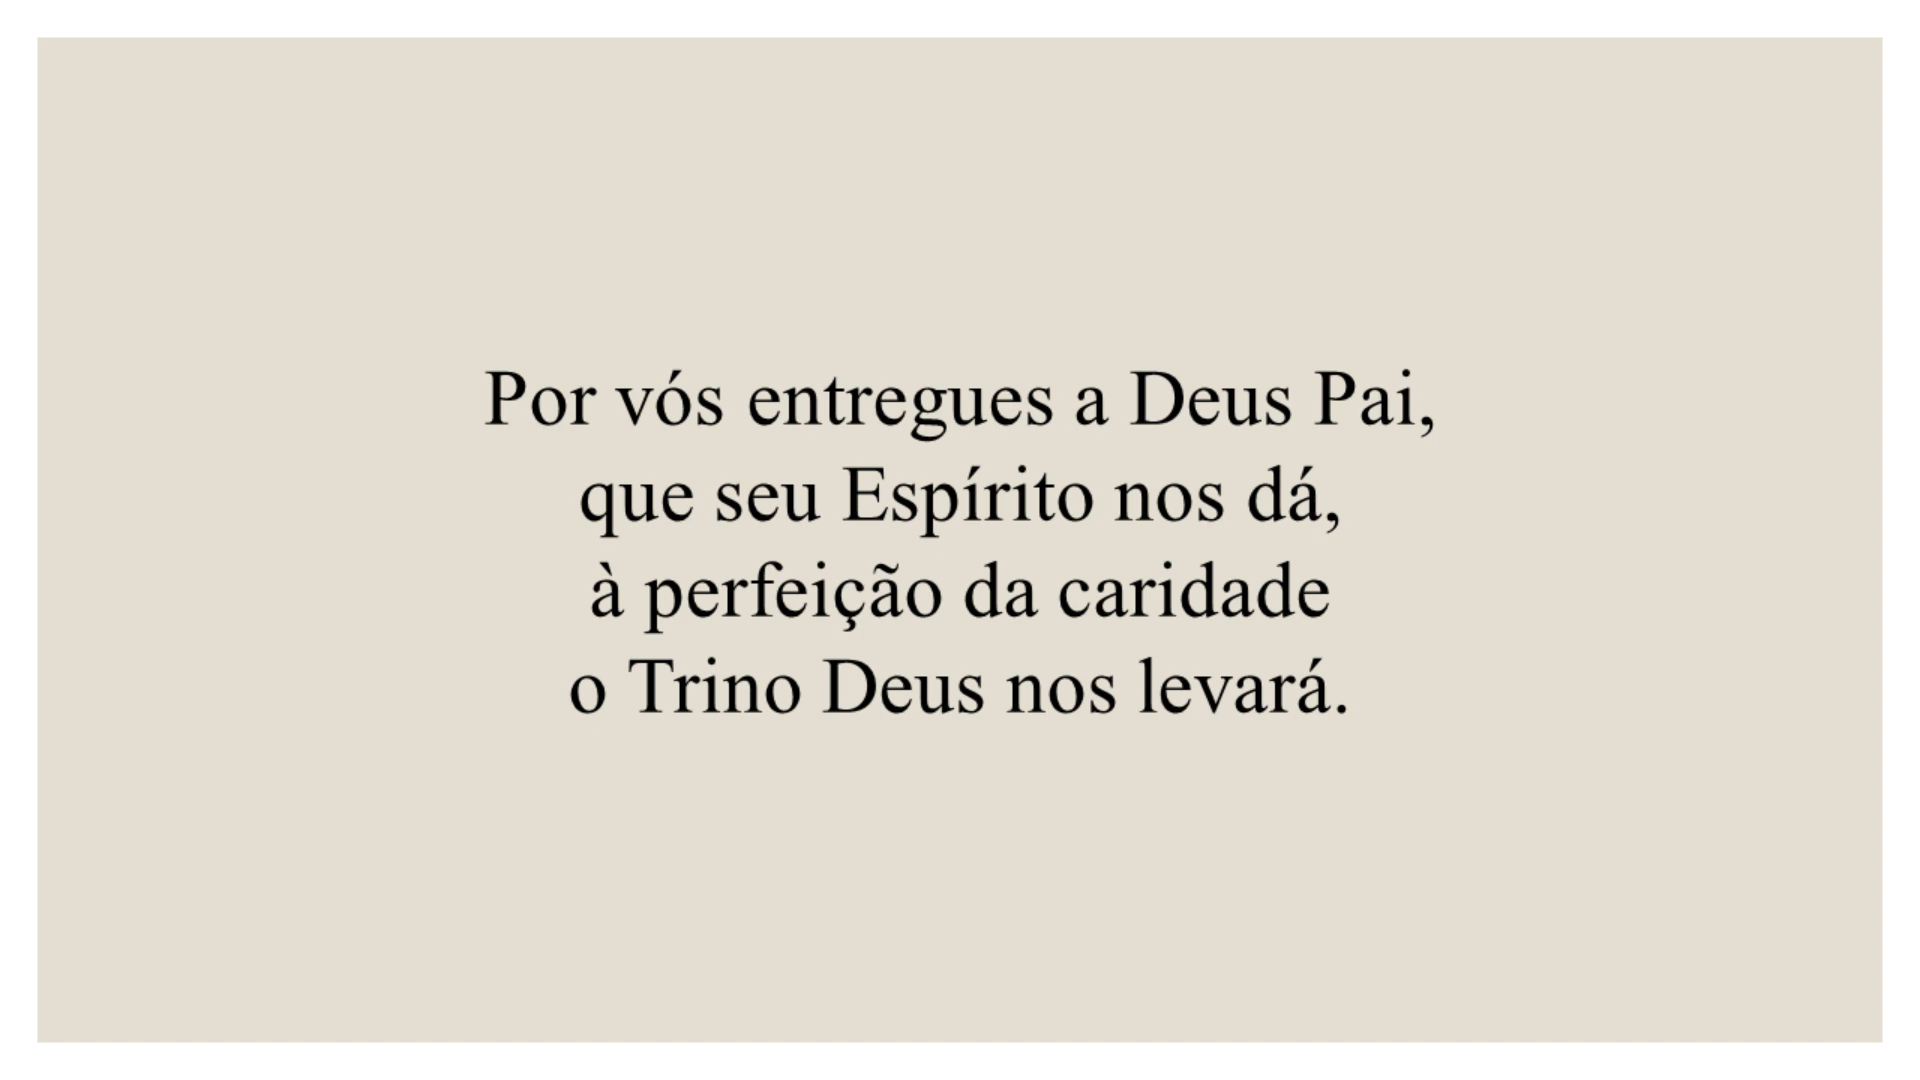 Por vós entregues a Deus Pai,
que seu Espírito nos dá,
à perfeição da caridade
o Trino Deus nos levará.